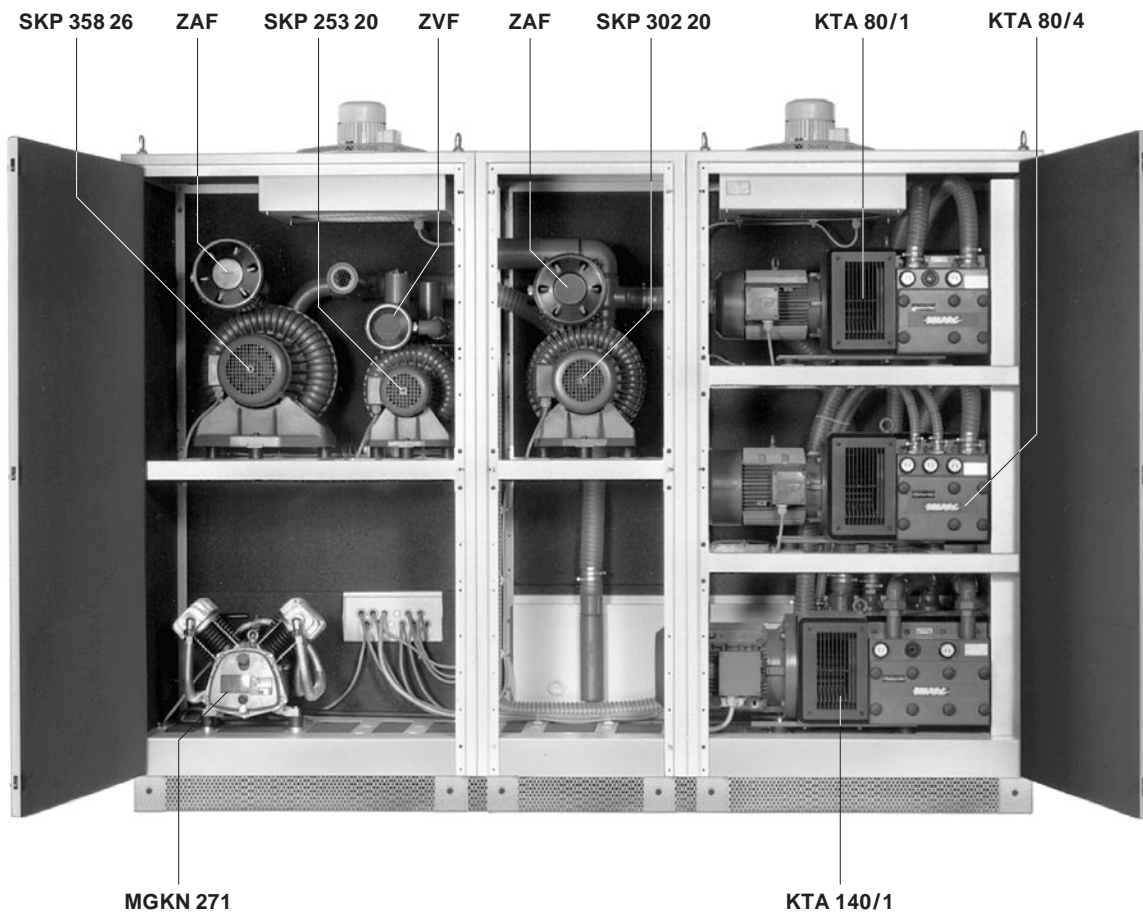 SKP 358 26
ZAF
SKP 253 20
ZVF
ZAF
SKP 302 20
KTA 80/1
KTA 80/4
MGKN 271
KTA 140/1